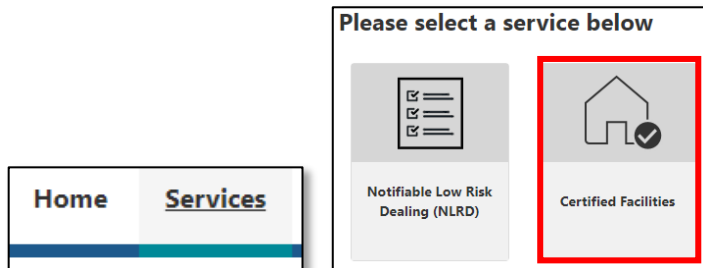 Please select a service below
Notifiable Low Risk
Dealing (NLRD)
Certified Facilities
Home Services